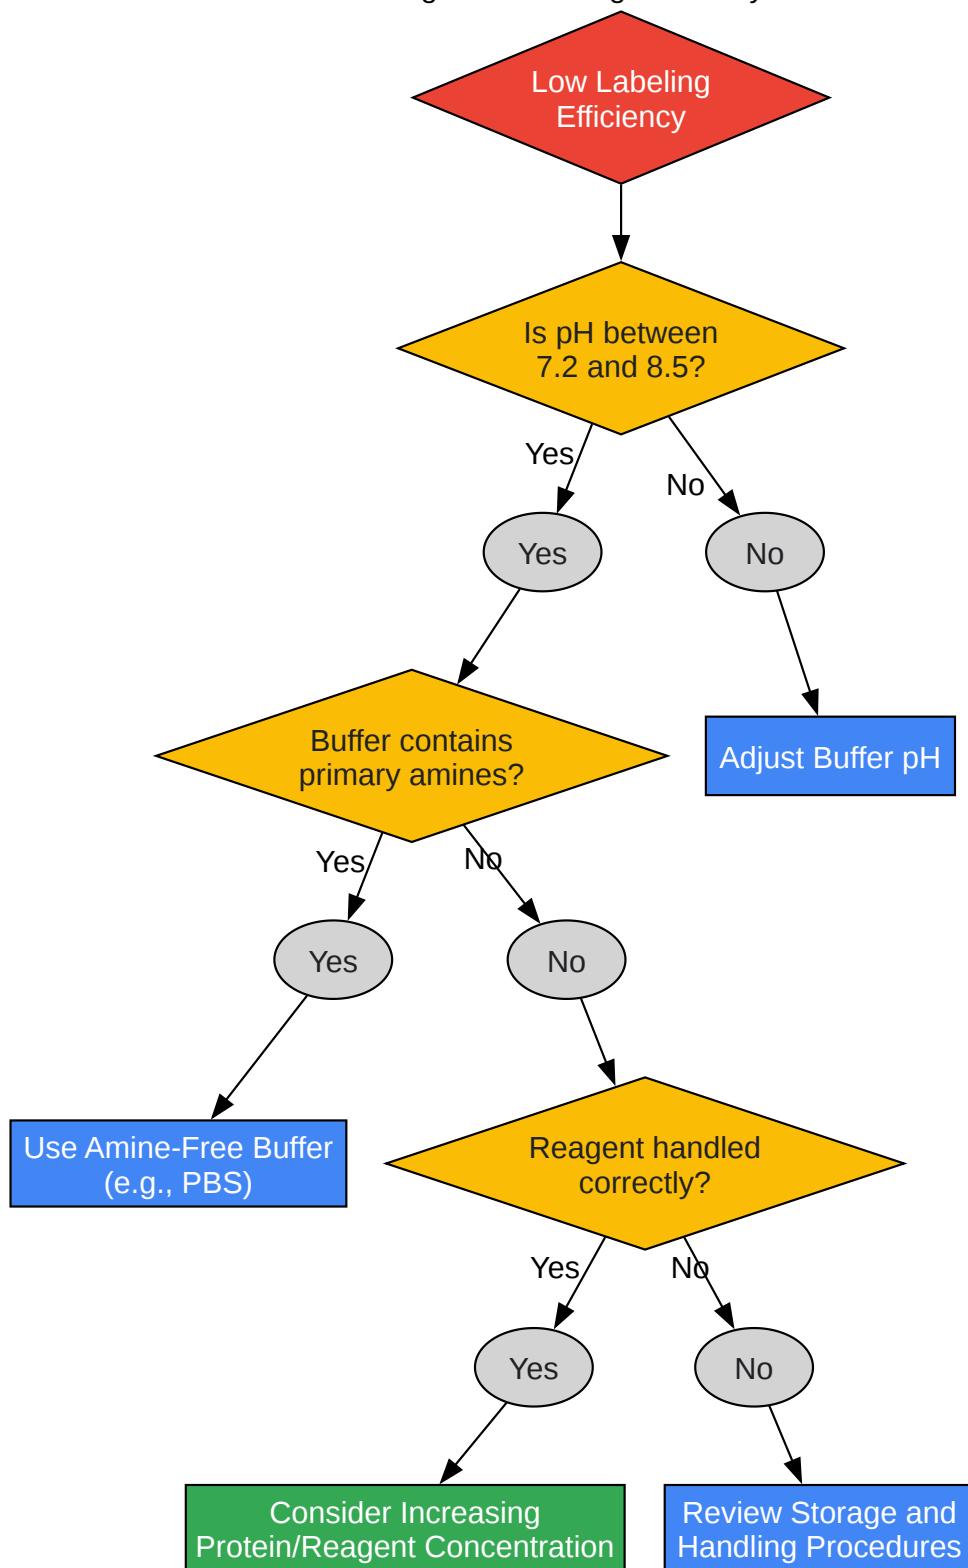 Low Labeling
Efficiency
Is pH between
7.2 and 8.5?
Yes
No
Yes
No
Buffer contains
primary amines?
Adjust Buffer pH
Yes
No
Yes
No
Use Amine-Free Buffer
(e.g., PBS)
Reagent handled
correctly?
Yes
No
Yes
No
Consider Increasing
Protein/Reagent Concentration
Review Storage and
Handling Procedures